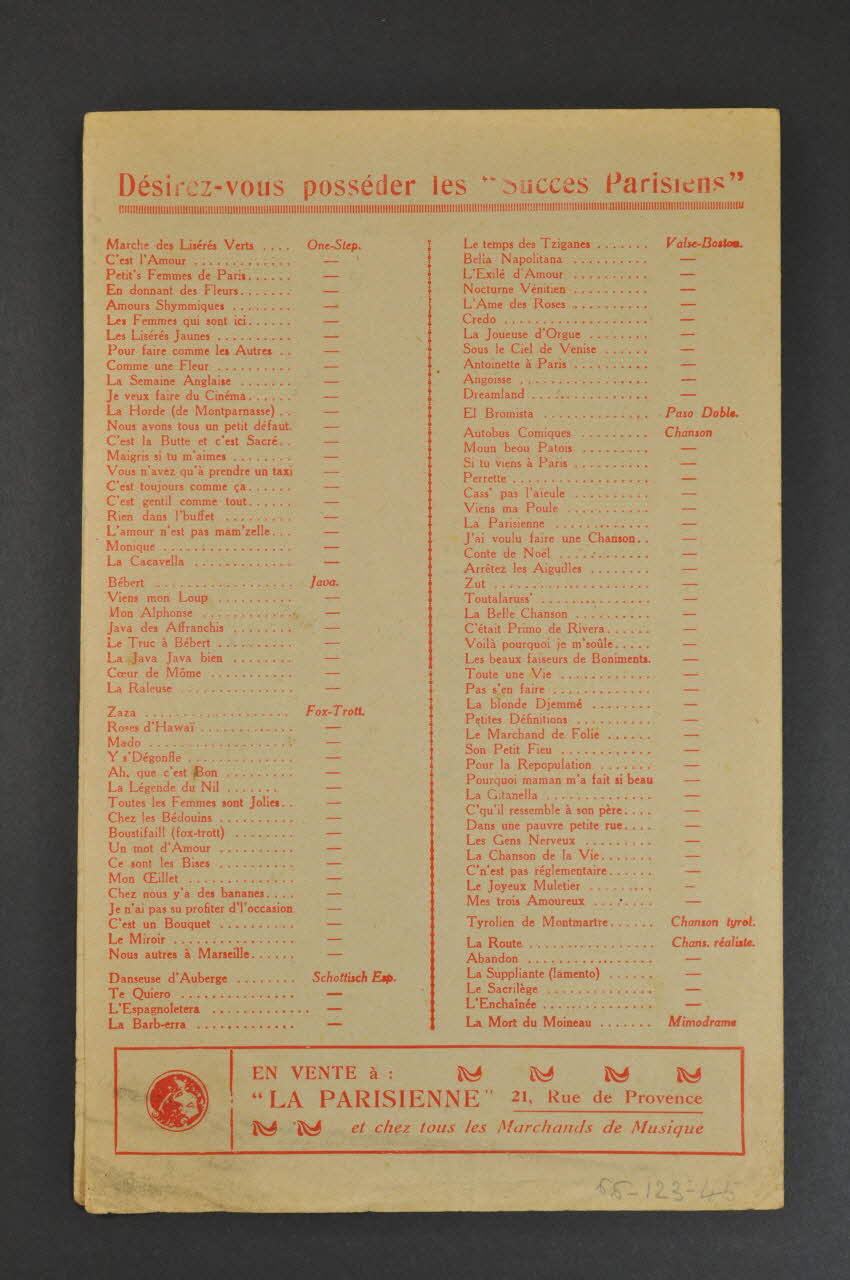 Désirez-vous posséder les "Succès Parisiens"
Marche des Lisérés Verts .... One-Step.
C'est l'Amour ............. —
Petit's Femmes de Paris...... —
En donnant des Fleurs....... —
Amours Shymmiques ........ —
Les Femmes qui sont ici...... —
Les Lisérés Jaunes .......... —
Pour faire comme les Autres .. —
Comme une Fleur .......... —
La Semaine Anglaise ....... —
Je veux faire du Cinéma...... —
La Horde (de Montparnasse) .. —
Nous avons tous un petit défaut. —
C'est la Butte et c'est Sacré.. —
Maigris si tu m'aimes ........ —
Vous n'avez qu'à prendre un taxi —
C'est toujours comme ça...... —
C'est gentil comme tout...... —
Rien dans l'buffet ......... —
L'amour n'est pas mam'zelle... —
Monique .................. —
La Cacavella ............. —
Bébert .................. Java.
Viens mon Loup ........... —
Mon Alphonse ............ —
Java des Affranchis ........ —
Le Truc à Bébert .......... —
La Java Java bien ......... —
Cœur de Môme ........... —
La Raleuse ............... —
Zaza ................... Fox-Trott.
Roses d'Hawaï ............. —
Mado ................... —
Y s'Dégonfle .............. —
Ah, que c'est Bon ......... —
La Légende du Nil ....... —
Toutes les Femmes sont Jolies.. —
Chez les Bédouins .......... —
Boustifaill (fox-trott) ........ —
Un mot d'Amour .......... —
Ce sont les Bises .......... —
Mon Œillet .............. —
Chez nous y'a des bananes.... —
Je n'ai pas su profiter d'l'occasion —
C'est un Bouquet .......... —
Le Miroir ................ —
Nous autres à Marseille...... —
Danseuse d'Auberge ........ Schottisch Esp.
Te Quiero ............... —
L'Espagnoletera ............. —
La Barb-erra ............. —
Le temps des Tziganes ....... Valse-Boston.
Bella Napolitana .......... —
L'Exilé d'Amour .......... —
Nocturne Vénitien .......... —
L'Ame des Roses .......... —
Credo ................... —
La Joueuse d'Orgue ........ —
Sous le Ciel de Venise ...... —
Antoinette à Paris .......... —
Angoisse ................. —
Dreamland ................ —
El Bromista .............. Paso Doble.
Autobus Comiques ......... Chanson
Moun beou Patois .......... —
Si tu viens à Paris .......... —
Perrette .................. —
Cass' pas l'aieule .......... —
Viens ma Poule ........... —
La Parisienne ............ —
J'ai voulu faire une Chanson.. —
Conte de Noël ............ —
Arrêtez les Aiguilles ........ —
Zut .................... —
Toutalaruss' ............... —
La Belle Chanson .......... —
C'était Primo de Rivera...... —
Voilà pourquoi je m'soûle..... —
Les beaux faiseurs de Boniments. —
Toute une Vie ............ —
Pas s'en faire ............. —
La blonde Djemmé ......... —
Petites Définitions .......... —
Le Marchand de Folie ...... —
Son Petit Fieu ............ —
Pour la Repopulation ....... —
Pourquoi maman m'a fait si beau —
La Gitanella .............. —
C'qu'il ressemble à son père.... —
Dans une pauvre petite rue.... —
Les Gens Nerveux ......... —
La Chanson de la Vie....... —
C'n'est pas réglementaire...... —
Le Joyeux Muletier ........ —
Mes trois Amoureux ........ —
Tyrolien de Montmartre...... Chanson tyrol.
La Route ................ Chans. réaliste.
Abandon ................. —
La Suppliante (lamento) ...... —
Le Sacrilège .............. —
L'Enchaînée .............. —
La Mort du Moineau ....... Mimodrame
EN VENTE à :
"LA PARISIENNE" 21, Rue de Provence
et chez tous les Marchands de Musique
55-123-45